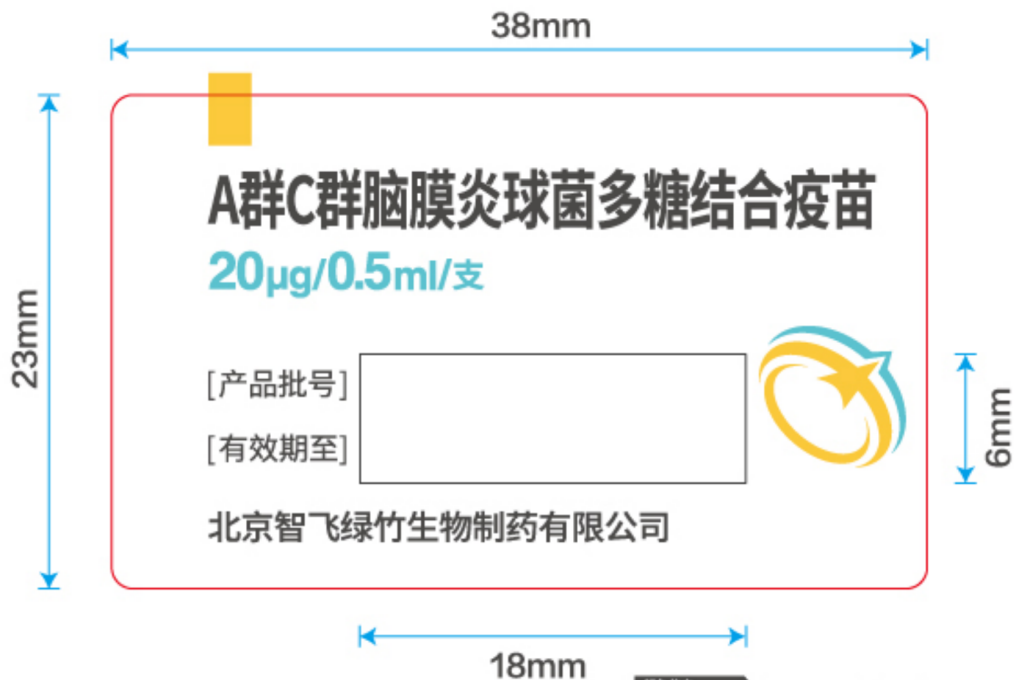 38mm
A群C群脑膜炎球菌多糖结合疫苗
20μg/0.5ml/支
23mm
[产品批号]
[有效期至]
6mm
北京智飞绿竹生物制药有限公司
18mm